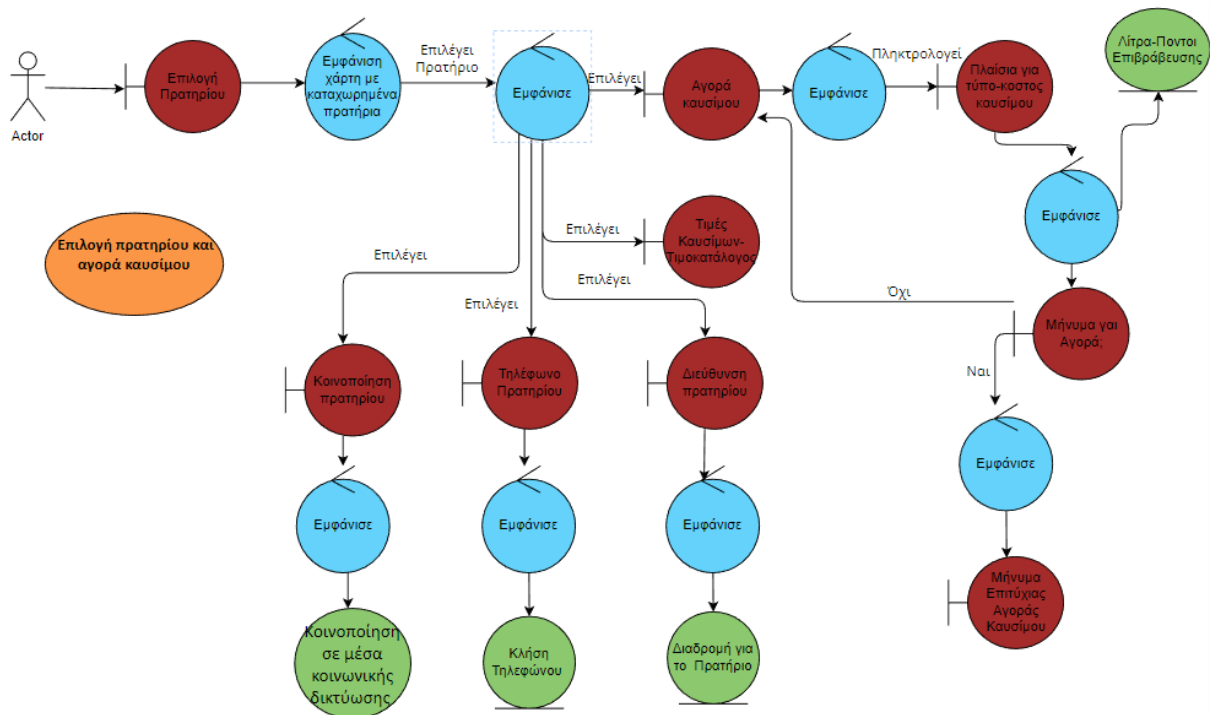 Actor
Επιλογή
Πρατηρίου
Εμφάνιση
χάρτη με
καταχωρημένα
πρατήρια
Επιλέγει
Πρατήριο
Εμφάνισε
Επιλέγει
Αγορά
καυσίμου
Εμφάνισε
Πληκτρολογεί
Πλαίσια για
τύπο-κοστος
καυσίμου
Λίτρα-Ποντοι
Επιβράβευσης
Εμφάνισε
Επιλογή πρατηρίου και
αγορά καυσίμου
Επιλέγει
Τιμές
Καυσίμων-
Τιμοκατάλογος
Επιλέγει
Επιλέγει
Επιλέγει
Όχι
Μήνυμα γαι
Αγορά;
Ναι
Κοινοποίηση
πρατηρίου
Τηλέφωνο
Πρατηρίου
Διεύθυνση
πρατηρίου
Εμφάνισε
Εμφάνισε
Εμφάνισε
Εμφάνισε
Μήνυμα
Επιτύχιας
Αγοράς
Καυσίμου
Κοινοποίηση
σε μέσα
κοινωνικής
δικτύωσης
Κλήση
Τηλεφώνου
Διαδρομή για
το Πρατήριο